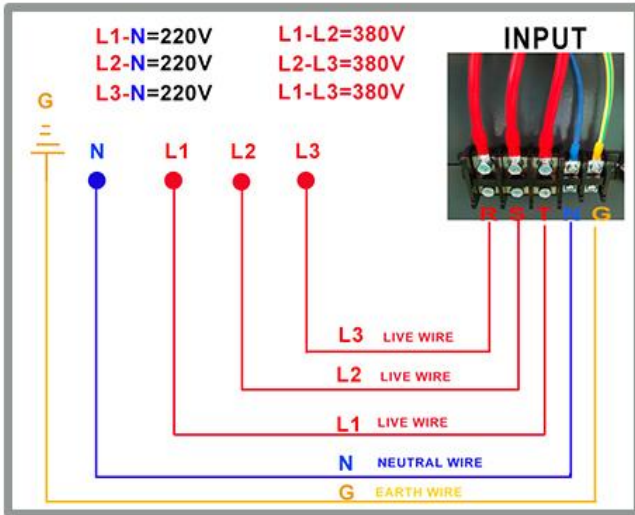 L1-N=220V L1-L2=380V
L2-N=220V L2-L3=380V
L3-N=220V L1-L3=380V
INPUT
G
N L1 L2 L3
R S T N G
L3 LIVE WIRE
L2 LIVE WIRE
L1 LIVE WIRE
N NEUTRAL WIRE
G EARTH WIRE